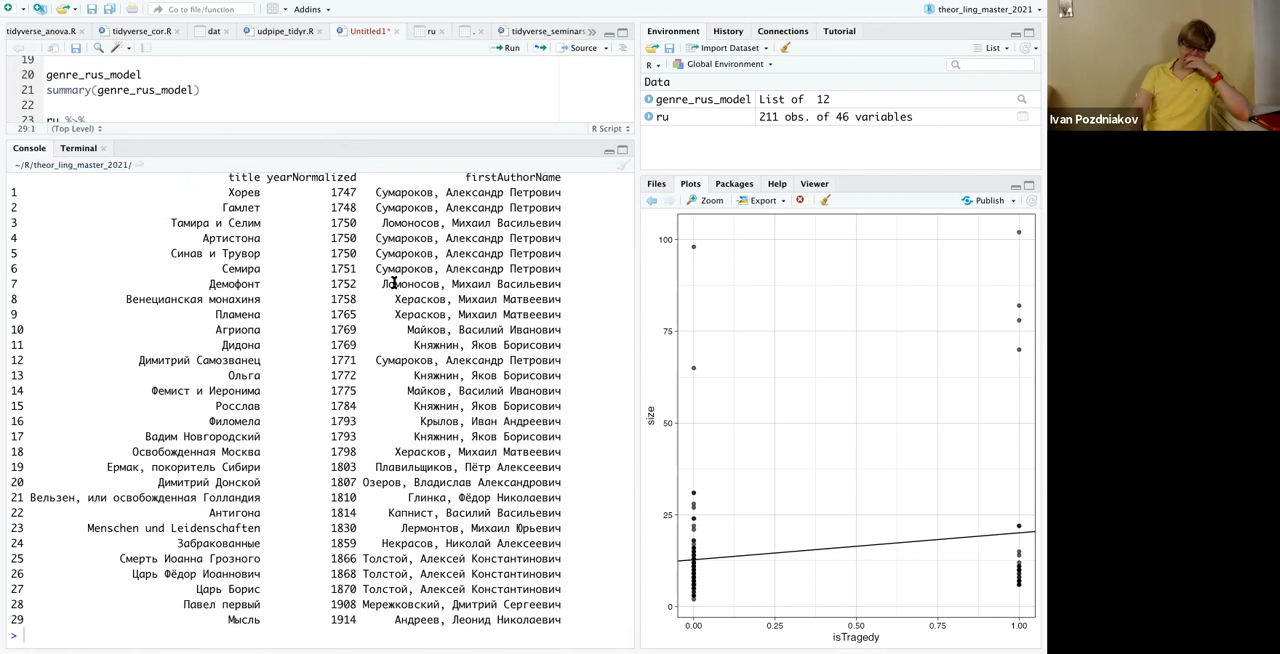 Go to file/function
Addins
theor_ling_master_2021
tidyverse_anova.R
tidyverse_cor.R
dat
udpipe_tidyr.R
Untitled1*
ru
.
tidyverse_seminars
Run
Source
19
20 genre_rus_model
21 summary(genre_rus_model)
22
23 ru %>%
29:1 (Top Level) R Script
Console Terminal
~/R/theor_ling_master_2021/
title yearNormalized firstAuthorName
1 Хорев 1747 Сумароков, Александр Петрович
2 Гамлет 1748 Сумароков, Александр Петрович
3 Тамира и Селим 1750 Ломоносов, Михаил Васильевич
4 Артистона 1750 Сумароков, Александр Петрович
5 Синав и Трувор 1750 Сумароков, Александр Петрович
6 Семира 1751 Сумароков, Александр Петрович
7 Демофонт 1752 Ломоносов, Михаил Васильевич
8 Венецианская монахиня 1758 Херасков, Михаил Матвеевич
9 Пламена 1765 Херасков, Михаил Матвеевич
10 Агриопа 1769 Майков, Василий Иванович
11 Дидона 1769 Княжнин, Яков Борисович
12 Димитрий Самозванец 1771 Сумароков, Александр Петрович
13 Ольга 1772 Княжнин, Яков Борисович
14 Фемист и Иеронима 1775 Майков, Василий Иванович
15 Росслав 1784 Княжнин, Яков Борисович
16 Филомела 1793 Крылов, Иван Андреевич
17 Вадим Новгородский 1793 Княжнин, Яков Борисович
18 Освобожденная Москва 1798 Херасков, Михаил Матвеевич
19 Ермак, покоритель Сибири 1803 Плавильщиков, Пётр Алексеевич
20 Димитрий Донской 1807 Озеров, Владислав Александрович
21 Вельзен, или освобожденная Голландия 1810 Глинка, Фёдор Николаевич
22 Антигона 1814 Капнист, Василий Васильевич
23 Menschen und Leidenschaften 1830 Лермонтов, Михаил Юрьевич
24 Забракованные 1859 Некрасов, Николай Алексеевич
25 Смерть Иоанна Грозного 1866 Толстой, Алексей Константинович
26 Царь Фёдор Иоаннович 1868 Толстой, Алексей Константинович
27 Царь Борис 1870 Толстой, Алексей Константинович
28 Павел первый 1908 Мережковский, Дмитрий Сергеевич
29 Мысль 1914 Андреев, Леонид Николаевич
>
Environment History Connections Tutorial
Import Dataset List
R Global Environment
Data
genre_rus_model List of 12
ru 211 obs. of 46 variables
Files Plots Packages Help Viewer
Zoom Export Publish
100
75
50
25
0
size
0.00 0.25 0.50 0.75 1.00
isTragedy
Ivan Pozdniakov